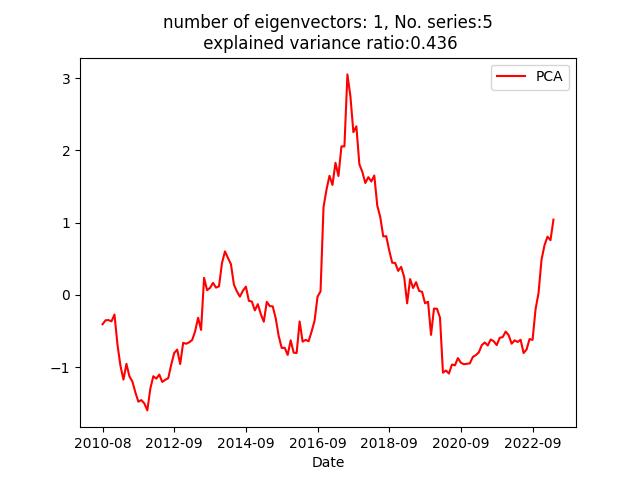 number of eigenvectors: 1, No. series:5
explained variance ratio:0.436
PCA
3
2
1
0
−1
2010-08 2012-09 2014-09 2016-09 2018-09 2020-09 2022-09
Date